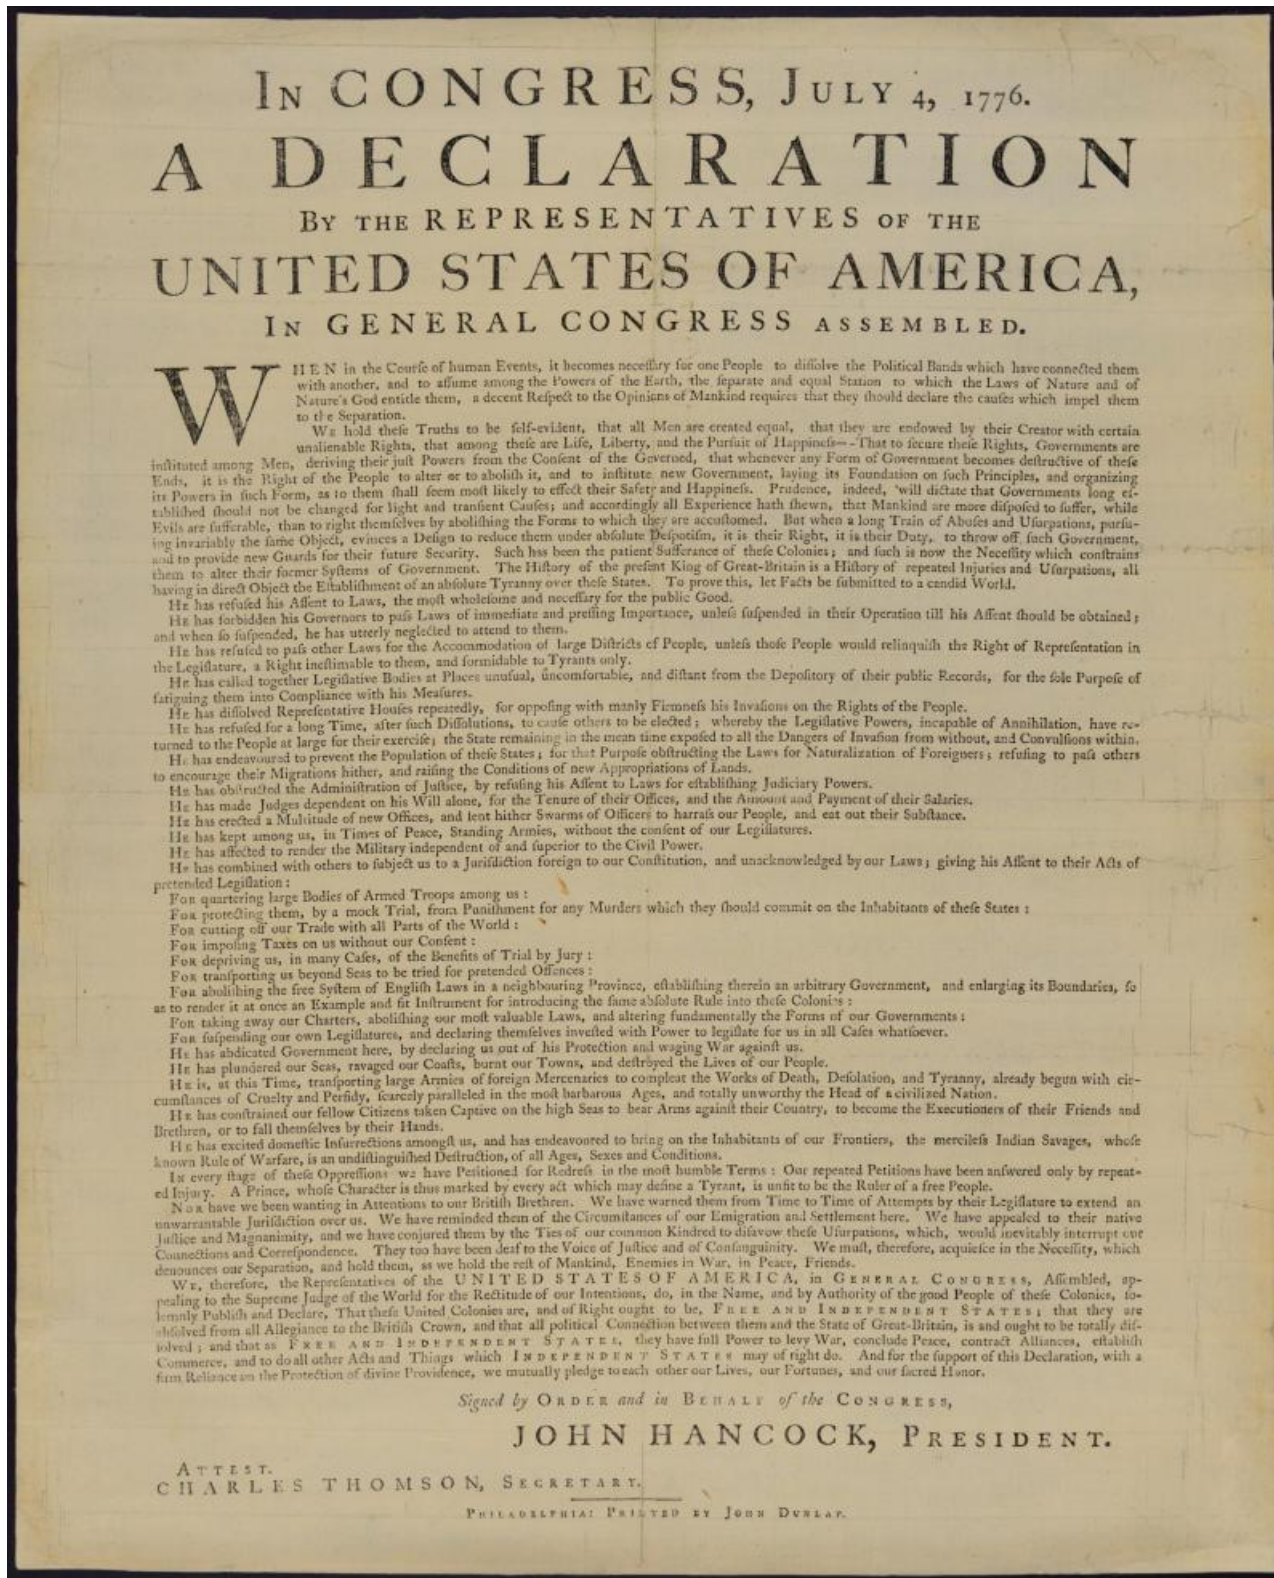 IN CONGRESS, JULY 4, 1776.
A DECLARATION
BY THE REPRESENTATIVES OF THE
UNITED STATES OF AMERICA,
IN GENERAL CONGRESS ASSEMBLED.
WHEN in the Courſe of human Events, it becomes neceſſary for one People to diſſolve the Political Bands which have connected them
with another, and to aſſume among the Powers of the Earth, the ſeparate and equal Station to which the Laws of Nature and of
Nature's God entitle them, a decent Reſpect to the Opinions of Mankind requires that they ſhould declare the cauſes which impel them
to the Separation.
WE hold theſe Truths to be ſelf-evident, that all Men are created equal, that they are endowed by their Creator with certain
unalienable Rights, that among theſe are Life, Liberty, and the Purſuit of Happineſs--That to ſecure theſe Rights, Governments are
inſtituted among Men, deriving their juſt Powers from the Conſent of the Governed, that whenever any Form of Government becomes deſtructive of theſe
Ends, it is the Right of the People to alter or to aboliſh it, and to inſtitute new Government, laying its Foundation on ſuch Principles, and organizing
its Powers in ſuch Form, as to them ſhall ſeem moſt likely to effect their Safety and Happineſs. Prudence, indeed, will dictate that Governments long eſ-
tabliſhed ſhould not be changed for light and tranſient Cauſes; and accordingly all Experience hath ſhewn, that Mankind are more diſpoſed to ſuffer, while
Evils are ſufferable, than to right themſelves by aboliſhing the Forms to which they are accuſtomed. But when a long Train of Abuſes and Uſurpations, purſu-
ing invariably the ſame Object, evinces a Deſign to reduce them under abſolute Deſpotiſm, it is their Right, it is their Duty, to throw off ſuch Government,
and to provide new Guards for their future Security. Such has been the patient Sufferance of theſe Colonies; and ſuch is now the Neceſſity which conſtrains
them to alter their former Syſtems of Government. The Hiſtory of the preſent King of Great-Britain is a Hiſtory of repeated Injuries and Uſurpations, all
having in direct Object the Eſtabliſhment of an abſolute Tyranny over theſe States. To prove this, let Facts be ſubmitted to a candid World.
HE has refuſed his Aſſent to Laws, the moſt wholeſome and neceſſary for the public Good.
HE has forbidden his Governors to paſs Laws of immediate and preſſing Importance, unleſs ſuſpended in their Operation till his Aſſent ſhould be obtained;
and when ſo ſuſpended, he has utterly neglected to attend to them.
HE has refuſed to paſs other Laws for the Accommodation of large Diſtricts of People, unleſs thoſe People would relinquiſh the Right of Repreſentation in
the Legiſlature, a Right ineſtimable to them, and formidable to Tyrants only.
HE has called together Legiſlative Bodies at Places unuſual, uncomfortable, and diſtant from the Depoſitory of their public Records, for the ſole Purpoſe of
fatiguing them into Compliance with his Meaſures.
HE has diſſolved Repreſentative Houſes repeatedly, for oppoſing with manly Firmneſs his Invaſions on the Rights of the People.
HE has refuſed for a long Time, after ſuch Diſſolutions, to cauſe others to be elected; whereby the Legiſlative Powers, incapable of Annihilation, have re-
turned to the People at large for their exerciſe; the State remaining in the mean time expoſed to all the Dangers of Invaſion from without, and Convulſions within.
HE has endeavoured to prevent the Population of theſe States; for that Purpoſe obſtructing the Laws for Naturalization of Foreigners; refuſing to paſs others
to encourage their Migrations hither, and raiſing the Conditions of new Appropriations of Lands.
HE has obſtructed the Adminiſtration of Juſtice, by refuſing his Aſſent to Laws for eſtabliſhing Judiciary Powers.
HE has made Judges dependent on his Will alone, for the Tenure of their Offices, and the Amount and Payment of their Salaries.
HE has erected a Multitude of new Offices, and ſent hither Swarms of Officers to harraſs our People, and eat out their Subſtance.
HE has kept among us, in Times of Peace, Standing Armies, without the conſent of our Legiſlatures.
HE has affected to render the Military independent of and ſuperior to the Civil Power.
HE has combined with others to ſubject us to a Juriſdiction foreign to our Conſtitution, and unacknowledged by our Laws; giving his Aſſent to their Acts of
pretended Legiſlation:
FOR quartering large Bodies of Armed Troops among us:
FOR protecting them, by a mock Trial, from Puniſhment for any Murders which they ſhould commit on the Inhabitants of theſe States:
FOR cutting off our Trade with all Parts of the World:
FOR impoſing Taxes on us without our Conſent:
FOR depriving us, in many Caſes, of the Benefits of Trial by Jury:
FOR tranſporting us beyond Seas to be tried for pretended Offences:
FOR aboliſhing the free Syſtem of Engliſh Laws in a neighbouring Province, eſtabliſhing therein an arbitrary Government, and enlarging its Boundaries, ſo
as to render it at once an Example and fit Inſtrument for introducing the ſame abſolute Rule into theſe Colonies:
FOR taking away our Charters, aboliſhing our moſt valuable Laws, and altering fundamentally the Forms of our Governments:
FOR ſuſpending our own Legiſlatures, and declaring themſelves inveſted with Power to legiſlate for us in all Caſes whatſoever.
HE has abdicated Government here, by declaring us out of his Protection and waging War againſt us.
HE has plundered our Seas, ravaged our Coaſts, burnt our Towns, and deſtroyed the Lives of our People.
HE is, at this Time, tranſporting large Armies of foreign Mercenaries to compleat the Works of Death, Deſolation, and Tyranny, already begun with cir-
cumſtances of Cruelty and Perfidy, ſcarcely paralleled in the moſt barbarous Ages, and totally unworthy the Head of a civilized Nation.
HE has conſtrained our fellow Citizens taken Captive on the high Seas to bear Arms againſt their Country, to become the Executioners of their Friends and
Brethren, or to fall themſelves by their Hands.
HE has excited domeſtic Inſurrections amongſt us, and has endeavoured to bring on the Inhabitants of our Frontiers, the mercileſs Indian Savages, whoſe
known Rule of Warfare, is an undiſtinguiſhed Deſtruction, of all Ages, Sexes and Conditions.
IN every ſtage of theſe Oppreſſions we have Petitioned for Redreſs in the moſt humble Terms: Our repeated Petitions have been anſwered only by repeat-
ed Injury. A Prince, whoſe Character is thus marked by every act which may define a Tyrant, is unfit to be the Ruler of a free People.
NOR have we been wanting in Attentions to our Britiſh Brethren. We have warned them from Time to Time of Attempts by their Legiſlature to extend an
unwarrantable Juriſdiction over us. We have reminded them of the Circumſtances of our Emigration and Settlement here. We have appealed to their native
Juſtice and Magnanimity, and we have conjured them by the Ties of our common Kindred to diſavow theſe Uſurpations, which, would inevitably interrupt our
Connections and Correſpondence. They too have been deaf to the Voice of Juſtice and of Conſanguinity. We muſt, therefore, acquieſce in the Neceſſity, which
denounces our Separation, and hold them, as we hold the reſt of Mankind, Enemies in War, in Peace, Friends.
WE, therefore, the Repreſentatives of the UNITED STATES OF AMERICA, in GENERAL CONGRESS, Aſſembled, ap-
pealing to the Supreme Judge of the World for the Rectitude of our Intentions, do, in the Name, and by Authority of the good People of theſe Colonies, ſo-
lemnly Publiſh and Declare, That theſe United Colonies are, and of Right ought to be, FREE AND INDEPENDENT STATES; that they are
abſolved from all Allegiance to the Britiſh Crown, and that all political Connection between them and the State of Great-Britain, is and ought to be totally diſ-
ſolved; and that as FREE AND INDEPENDENT STATES, they have full Power to levy War, conclude Peace, contract Alliances, eſtabliſh
Commerce, and to do all other Acts and Things which INDEPENDENT STATES may of right do. And for the ſupport of this Declaration, with a
firm Reliance on the Protection of divine Providence, we mutually pledge to each other our Lives, our Fortunes, and our ſacred Honor.
Signed by ORDER and in BEHALF of the CONGRESS,
JOHN HANCOCK, PRESIDENT.
ATTEST.
CHARLES THOMSON, SECRETARY.
PHILADELPHIA: PRINTED BY JOHN DUNLAP.